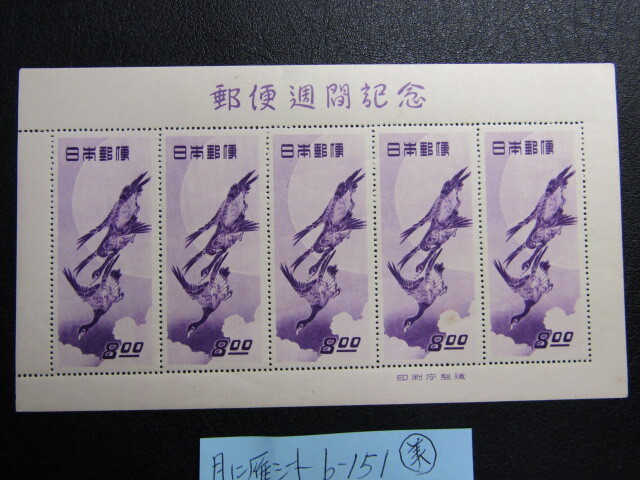 郵便週間記念
日本郵便 日本郵便 日本郵便 日本郵便 日本郵便
8.00 8.00 8.00 8.00 8.00
印刷庁製造
月に雁シート b-151 美